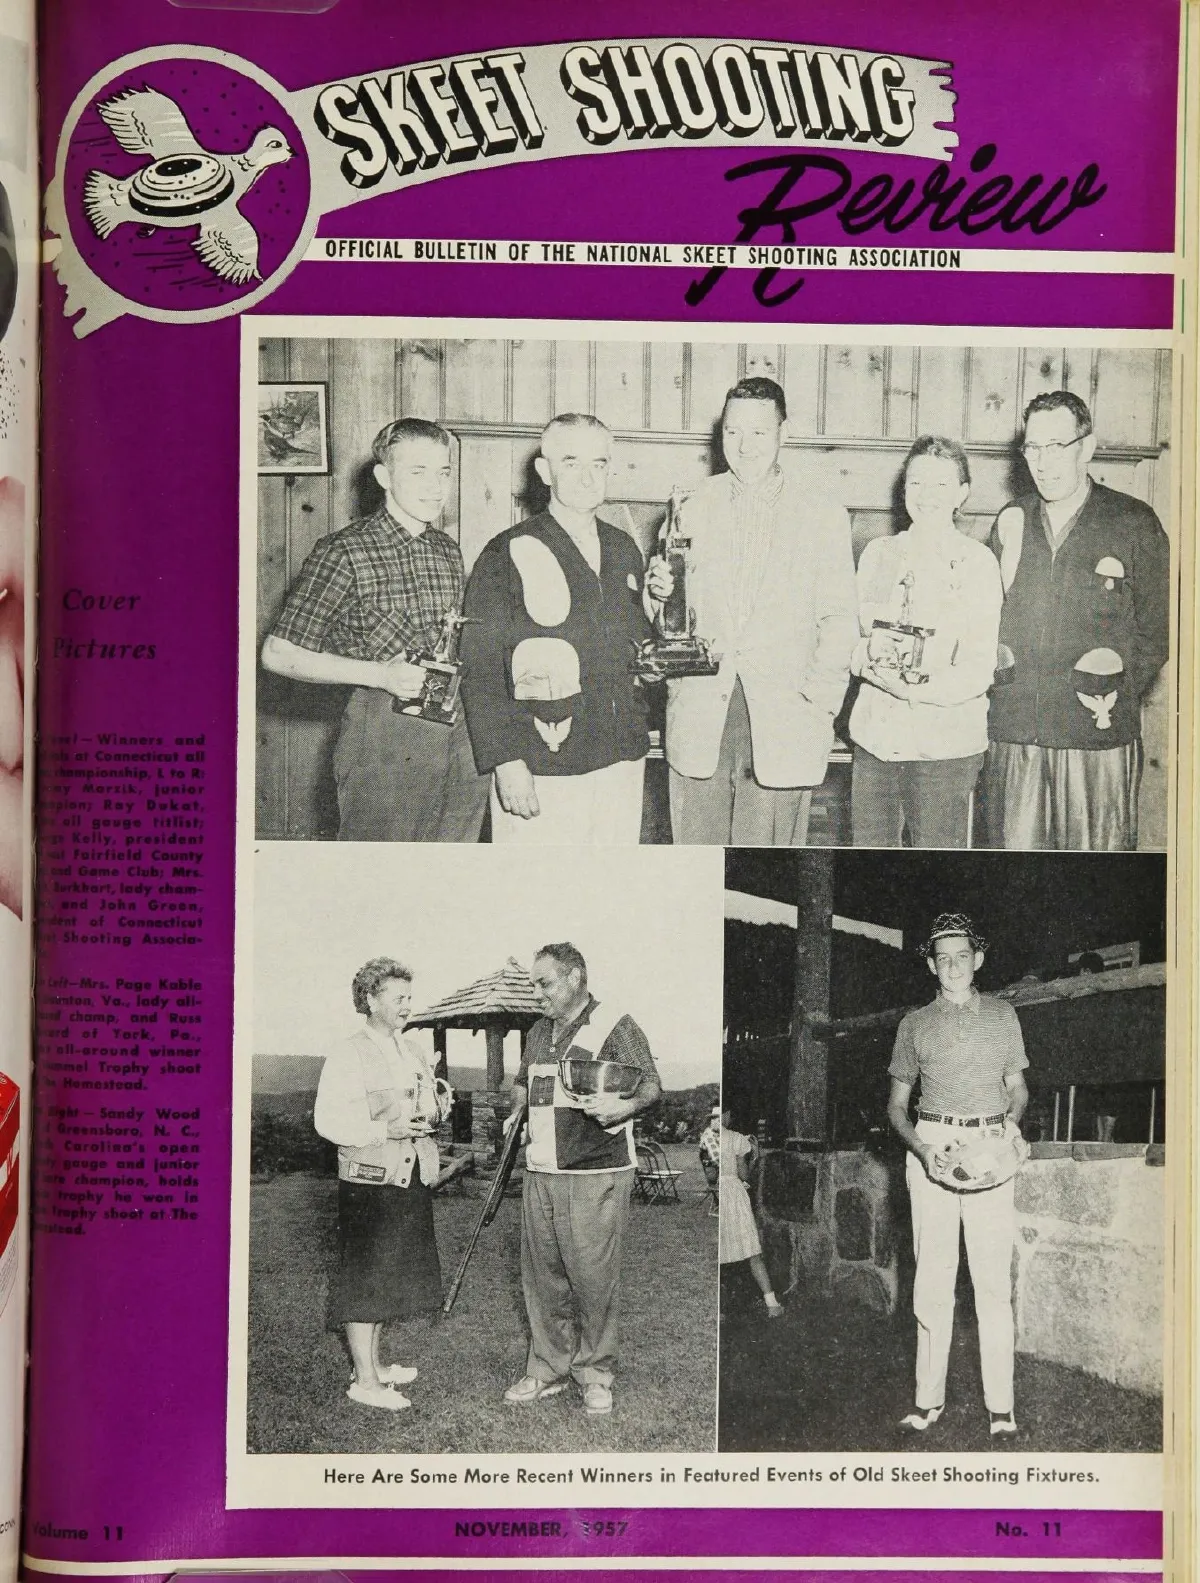 SKEET SHOOTING
Review
OFFICIAL BULLETIN OF THE NATIONAL SKEET SHOOTING ASSOCIATION
Cover
Pictures
Winners and
at Connecticut all
championship, L to R:
Marzik, junior
Ray Dukat,
all gauge titlist;
Kelly, president
Fairfield County
and Game Club; Mrs.
Burkhart, lady cham-
and John Green,
of Connecticut
Shooting Associa-
Left—Mrs. Page Kable
Va., lady all-
champ, and Russ
of York, Pa.,
all-around winner
Trophy shoot
Homestead.
Right — Sandy Wood
Greensboro, N. C.,
Carolina's open
gauge and junior
champion, holds
trophy he won in
Trophy shoot at The
Here Are Some More Recent Winners in Featured Events of Old Skeet Shooting Fixtures.
Volume 11
NOVEMBER, 1957
No. 11